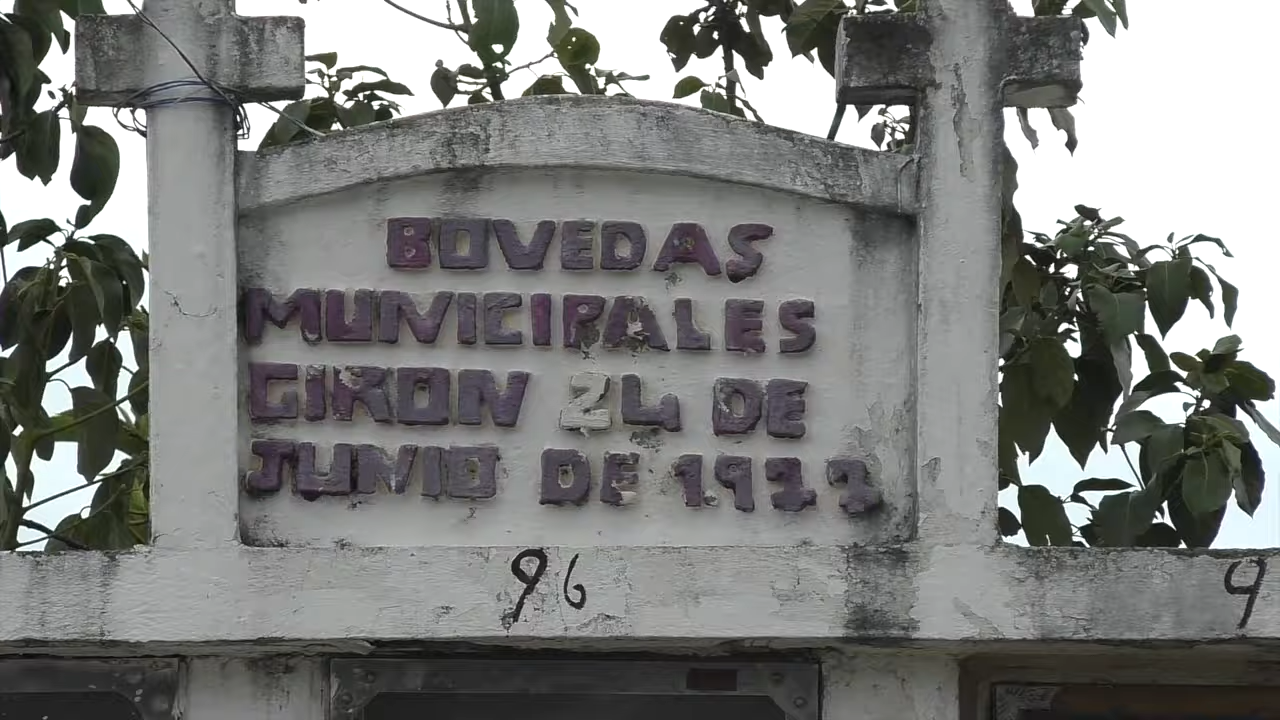 BOVEDAS
MUNICIPALES
GIRON 24 DE
JUNIO DE 1977
96
9